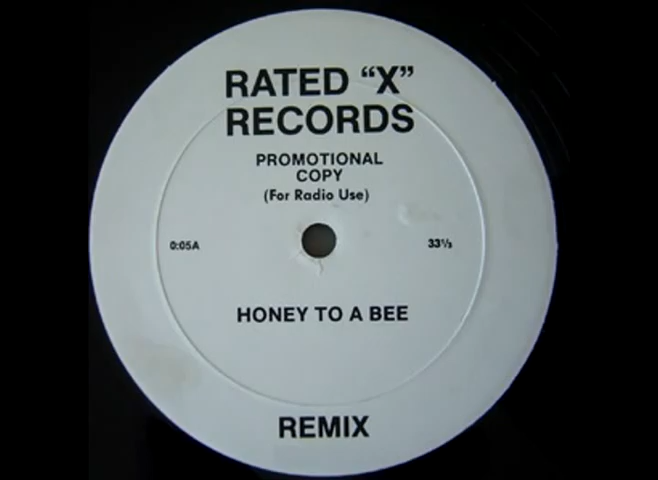 RATED “X”
RECORDS
PROMOTIONAL
COPY
(For Radio Use)
0:05A
33⅓
HONEY TO A BEE
REMIX